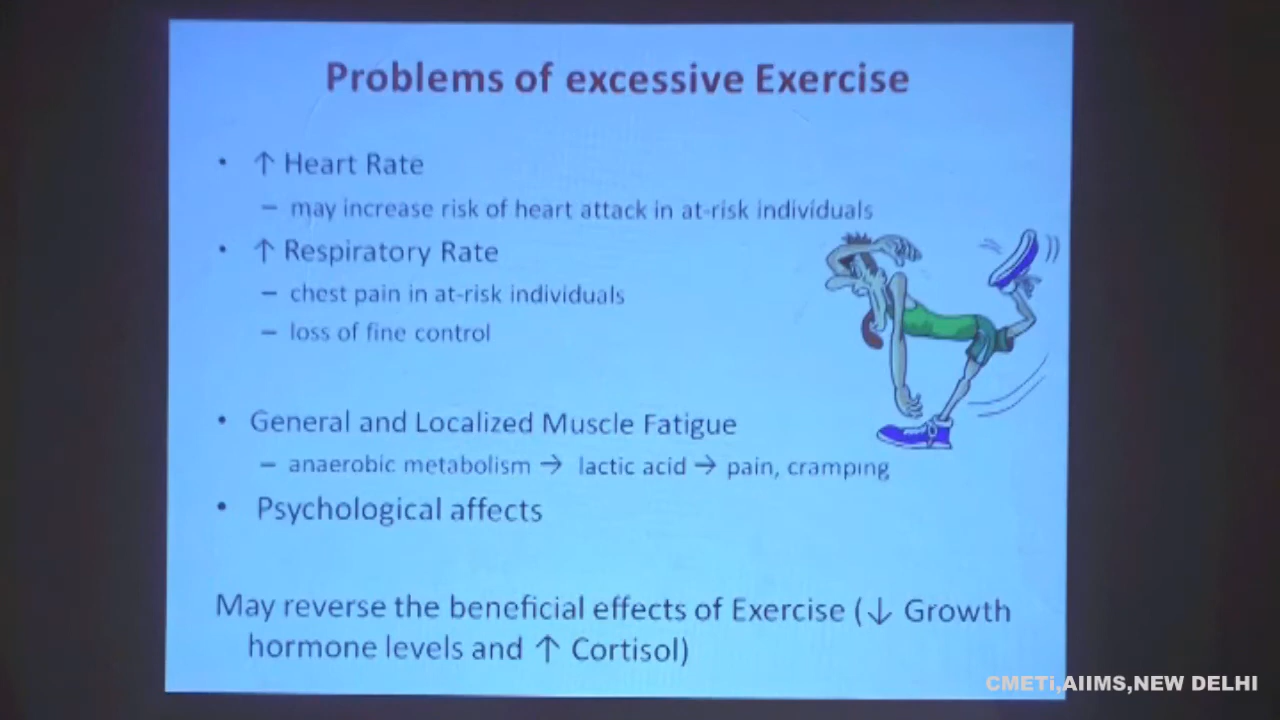 Problems of excessive Exercise
• ↑ Heart Rate
– may increase risk of heart attack in at-risk individuals
• ↑ Respiratory Rate
– chest pain in at-risk individuals
– loss of fine control
• General and Localized Muscle Fatigue
– anaerobic metabolism → lactic acid → pain, cramping
• Psychological affects
May reverse the beneficial effects of Exercise (↓ Growth
hormone levels and ↑ Cortisol)
CMETi,AIIMS,NEW DELHI